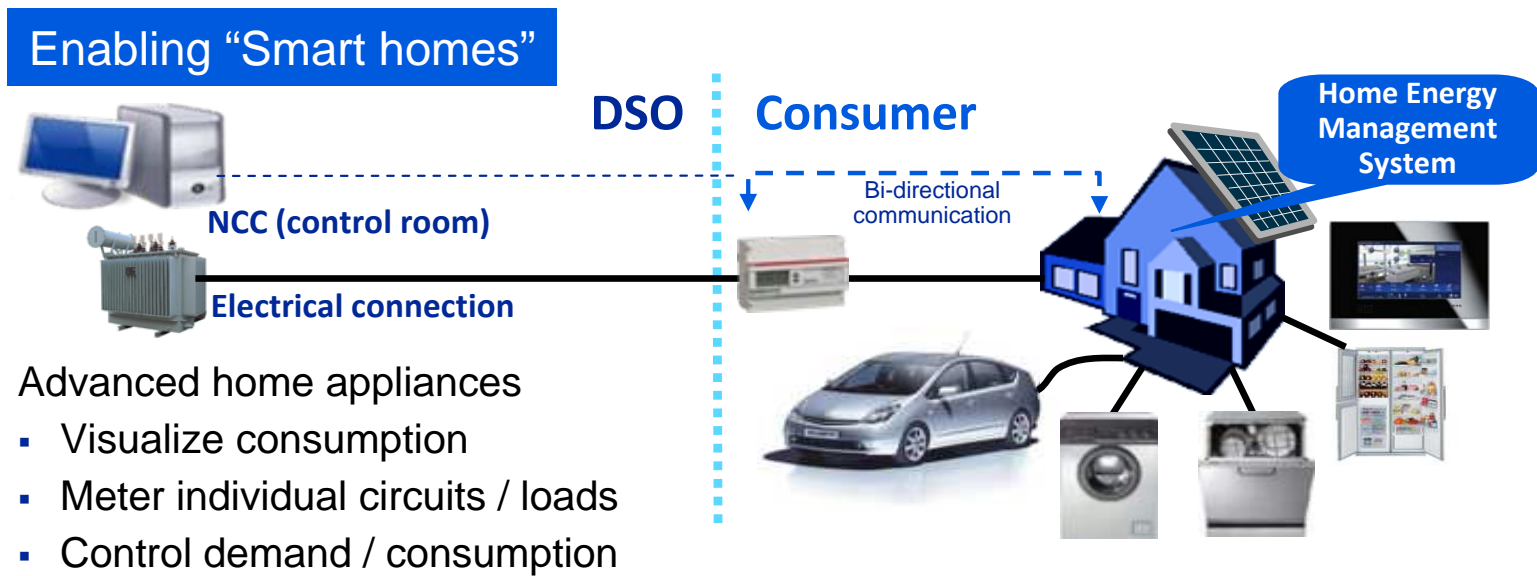 Enabling “Smart homes”
DSO
Consumer
Home Energy
Management
System
Bi-directional
communication
NCC (control room)
Electrical connection
Advanced home appliances
▪ Visualize consumption
▪ Meter individual circuits / loads
▪ Control demand / consumption